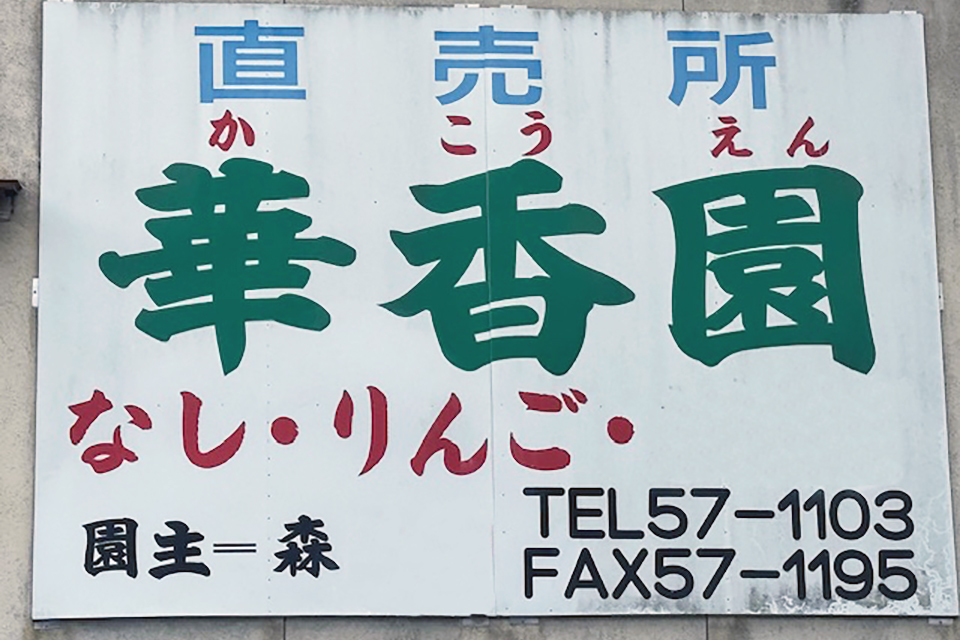 直売所
かこうえん
華香園
なし・りんご・
園主＝森
TEL57-1103
FAX57-1195